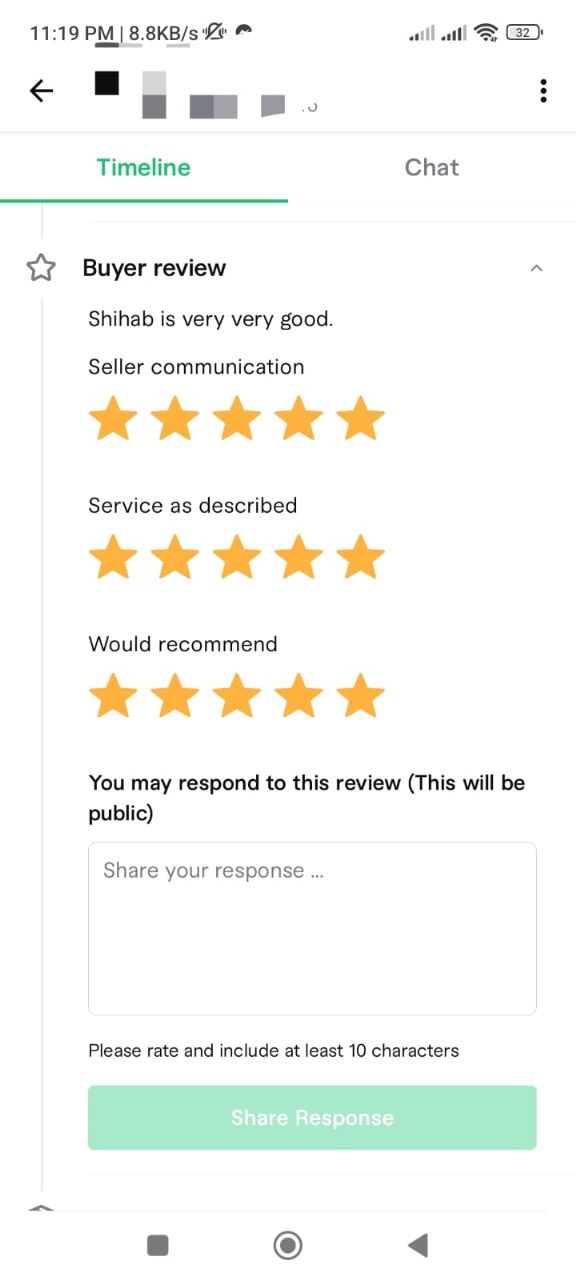 11:19 PM | 8.8KB/s
32
Timeline
Chat
Buyer review
Shihab is very very good.
Seller communication
Service as described
Would recommend
You may respond to this review (This will be
public)
Share your response ...
Please rate and include at least 10 characters
Share Response